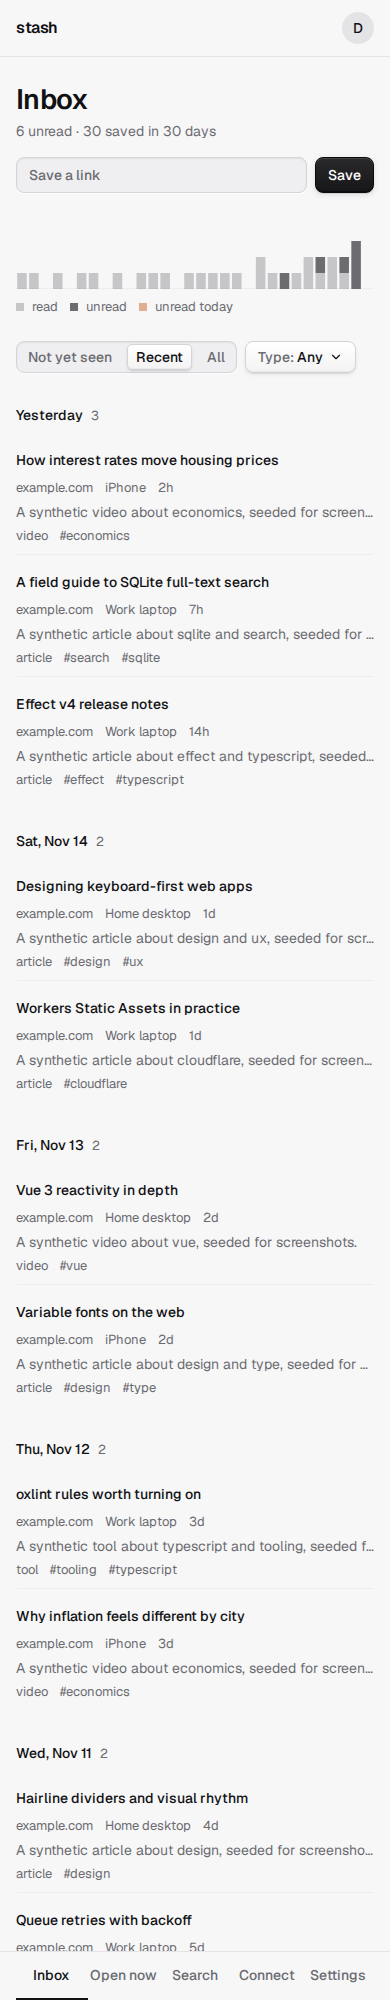 stash
D
Inbox
6 unread · 30 saved in 30 days
Save a link
Save
read unread unread today
Not yet seen Recent All Type: Any
Yesterday 3
How interest rates move housing prices
example.com iPhone 2h
A synthetic video about economics, seeded for screen…
video #economics
A field guide to SQLite full-text search
example.com Work laptop 7h
A synthetic article about sqlite and search, seeded for …
article #search #sqlite
Effect v4 release notes
example.com Work laptop 14h
A synthetic article about effect and typescript, seeded…
article #effect #typescript
Sat, Nov 14 2
Designing keyboard-first web apps
example.com Home desktop 1d
A synthetic article about design and ux, seeded for scr…
article #design #ux
Workers Static Assets in practice
example.com Work laptop 1d
A synthetic article about cloudflare, seeded for screen…
article #cloudflare
Fri, Nov 13 2
Vue 3 reactivity in depth
example.com Home desktop 2d
A synthetic video about vue, seeded for screenshots.
video #vue
Variable fonts on the web
example.com iPhone 2d
A synthetic article about design and type, seeded for …
article #design #type
Thu, Nov 12 2
oxlint rules worth turning on
example.com Work laptop 3d
A synthetic tool about typescript and tooling, seeded f…
tool #tooling #typescript
Why inflation feels different by city
example.com iPhone 3d
A synthetic video about economics, seeded for screen…
video #economics
Wed, Nov 11 2
Hairline dividers and visual rhythm
example.com Home desktop 4d
A synthetic article about design, seeded for screensho…
article #design
Queue retries with backoff
example.com Work laptop 5d
Inbox Open now Search Connect Settings